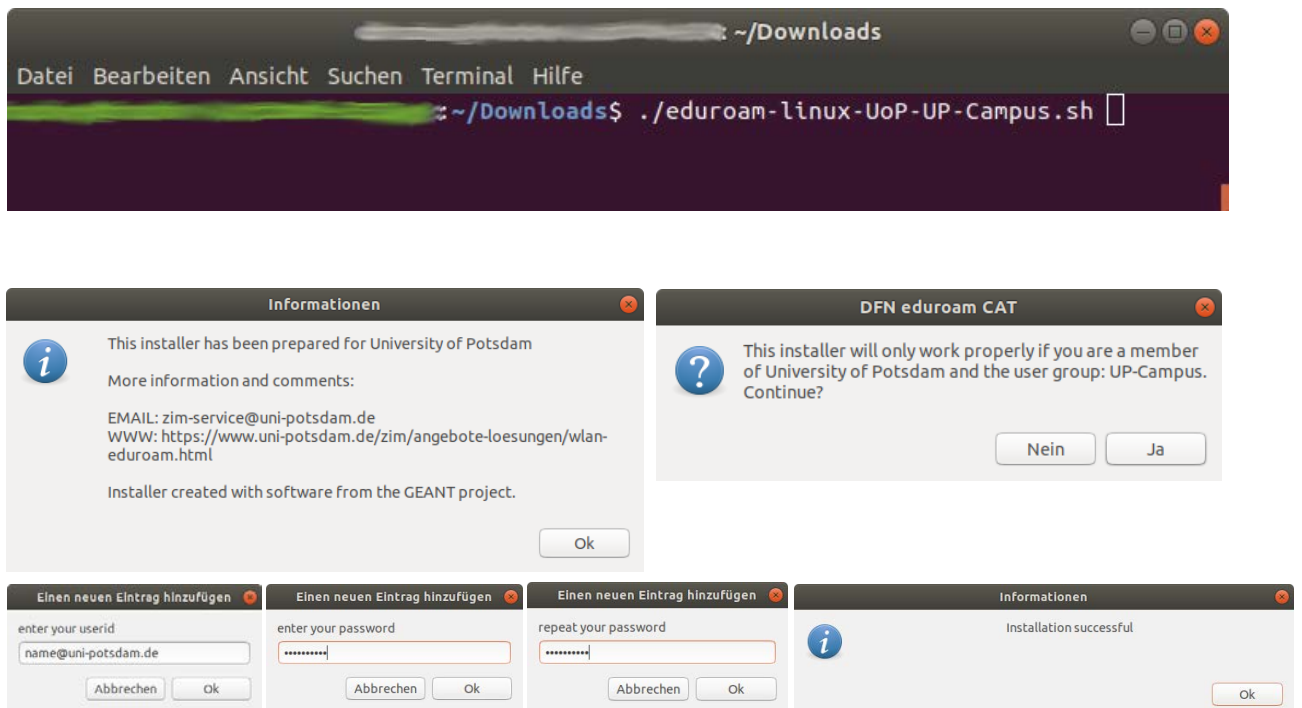 : ~/Downloads
Datei Bearbeiten Ansicht Suchen Terminal Hilfe
:~/Downloads$ ./eduroam-linux-UoP-UP-Campus.sh
Informationen
This installer has been prepared for University of Potsdam
More information and comments:
EMAIL: zim-service@uni-potsdam.de
WWW: https://www.uni-potsdam.de/zim/angebote-loesungen/wlan-
eduroam.html
Installer created with software from the GEANT project.
Ok
DFN eduroam CAT
This installer will only work properly if you are a member
of University of Potsdam and the user group: UP-Campus.
Continue?
Nein Ja
Einen neuen Eintrag hinzufügen
enter your userid
name@uni-potsdam.de
Abbrechen Ok
Einen neuen Eintrag hinzufügen
enter your password
••••••••••
Abbrechen Ok
Einen neuen Eintrag hinzufügen
repeat your password
••••••••••
Abbrechen Ok
Informationen
Installation successful
Ok